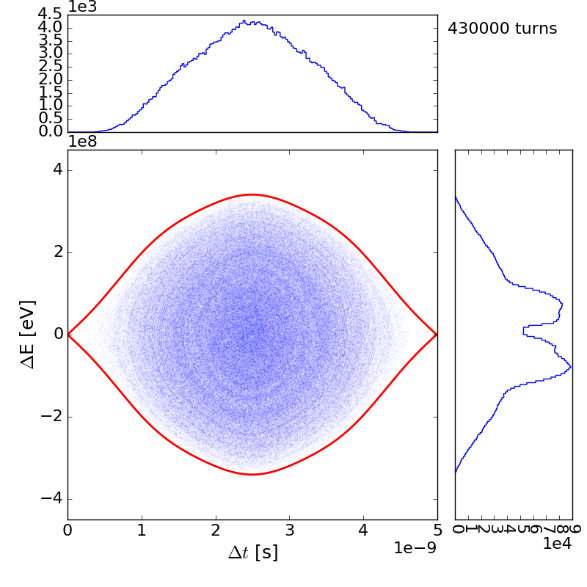 1e3
4.5
4.0
3.5
3.0
2.5
2.0
1.5
1.0
0.5
0.0
430000 turns
1e8
4
2
0
−2
−4
ΔE [eV]
0 1 2 3 4 5
1e−9
Δt [s]
0 1 2 3 4 5 6 7 8 9
1e4